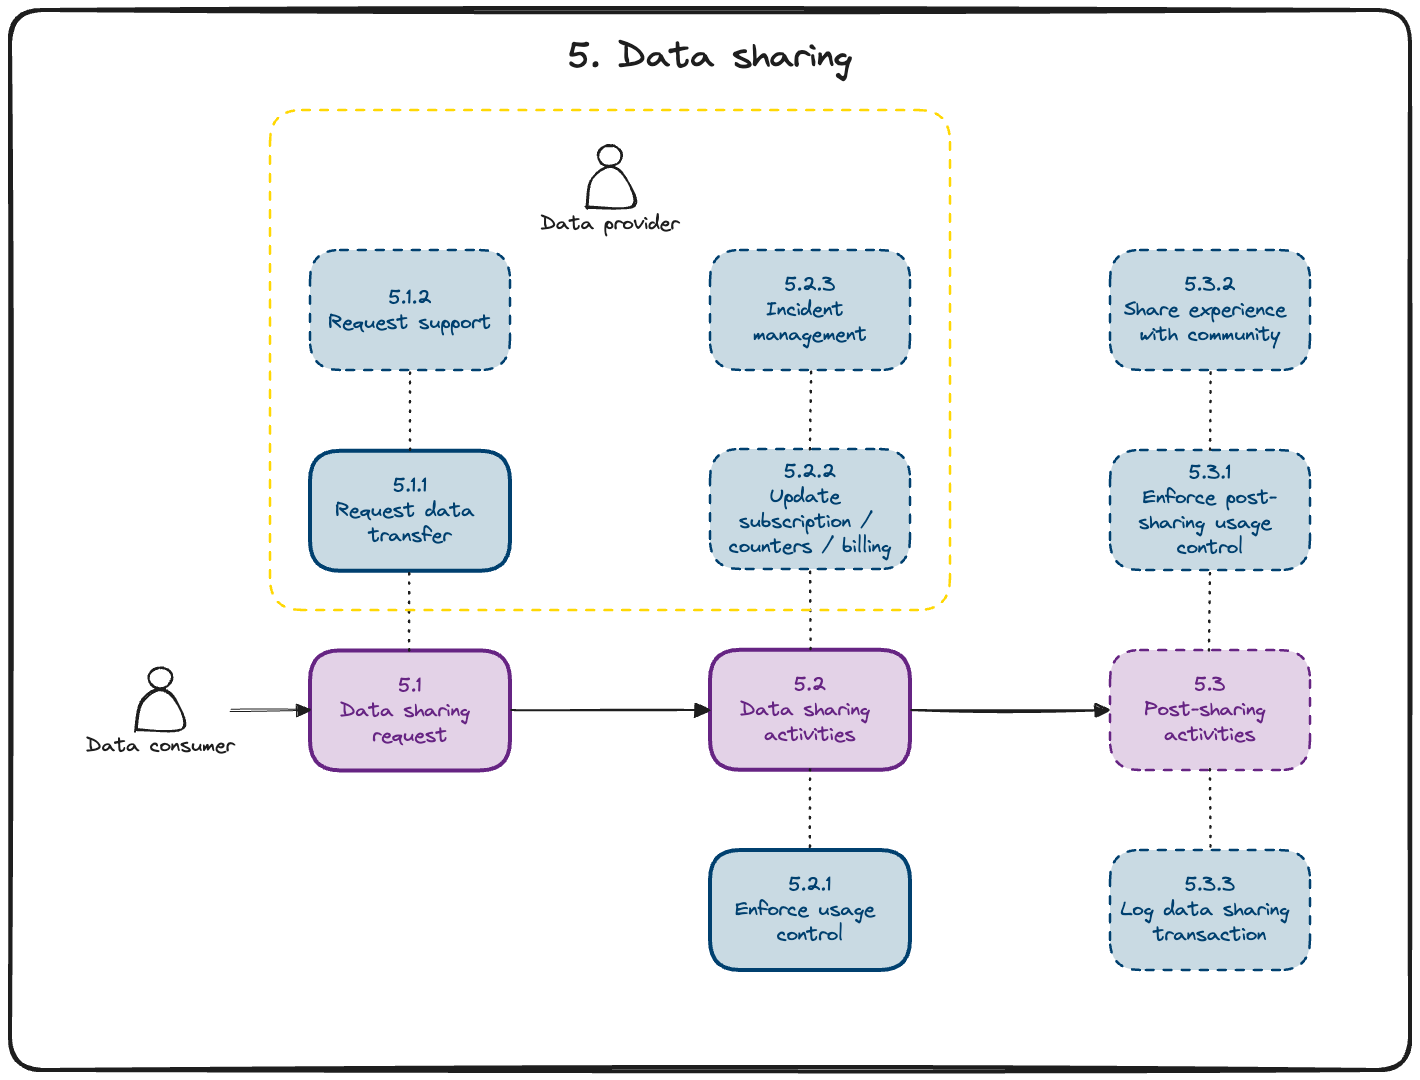 5. Data sharing
Data provider
5.1.2
Request support
5.2.3
Incident
management
5.3.2
Share experience
with community
5.1.1
Request data
transfer
5.2.2
Update
subscription /
counters / billing
5.3.1
Enforce post-
sharing usage
control
Data consumer
5.1
Data sharing
request
5.2
Data sharing
activities
5.3
Post-sharing
activities
5.2.1
Enforce usage
control
5.3.3
Log data sharing
transaction